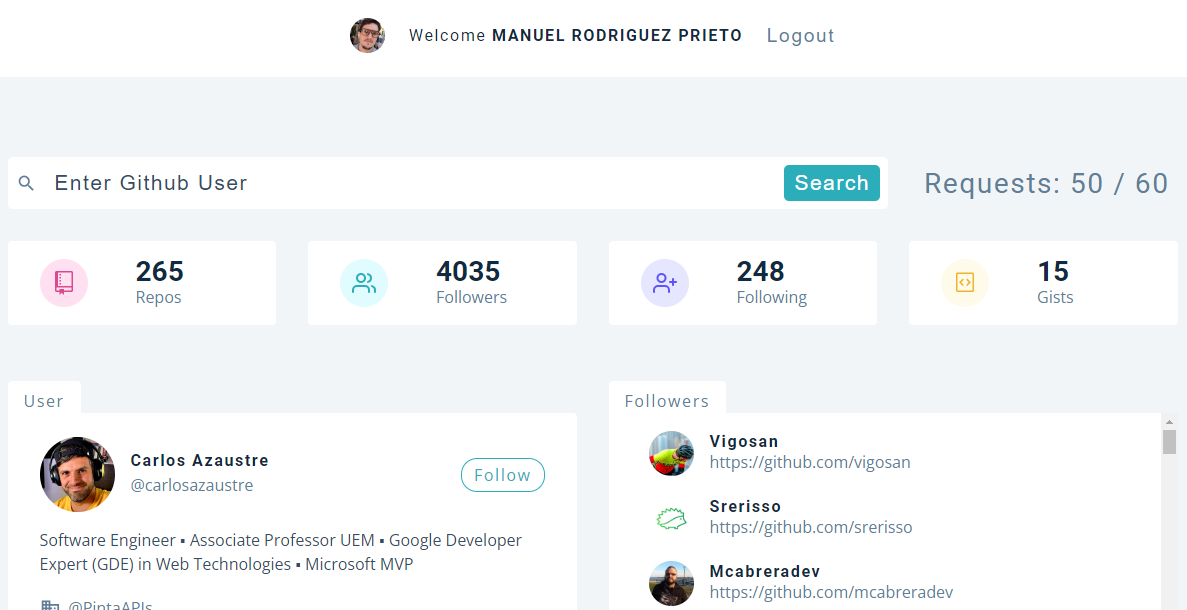 Welcome MANUEL RODRIGUEZ PRIETO Logout
Enter Github User
Search
Requests: 50 / 60
265
Repos
4035
Followers
248
Following
15
Gists
User
Carlos Azaustre
@carlosazaustre
Follow
Software Engineer ▪ Associate Professor UEM ▪ Google Developer
Expert (GDE) in Web Technologies ▪ Microsoft MVP
@PintaAPIs
Followers
Vigosan
https://github.com/vigosan
Srerisso
https://github.com/srerisso
Mcabreradev
https://github.com/mcabreradev